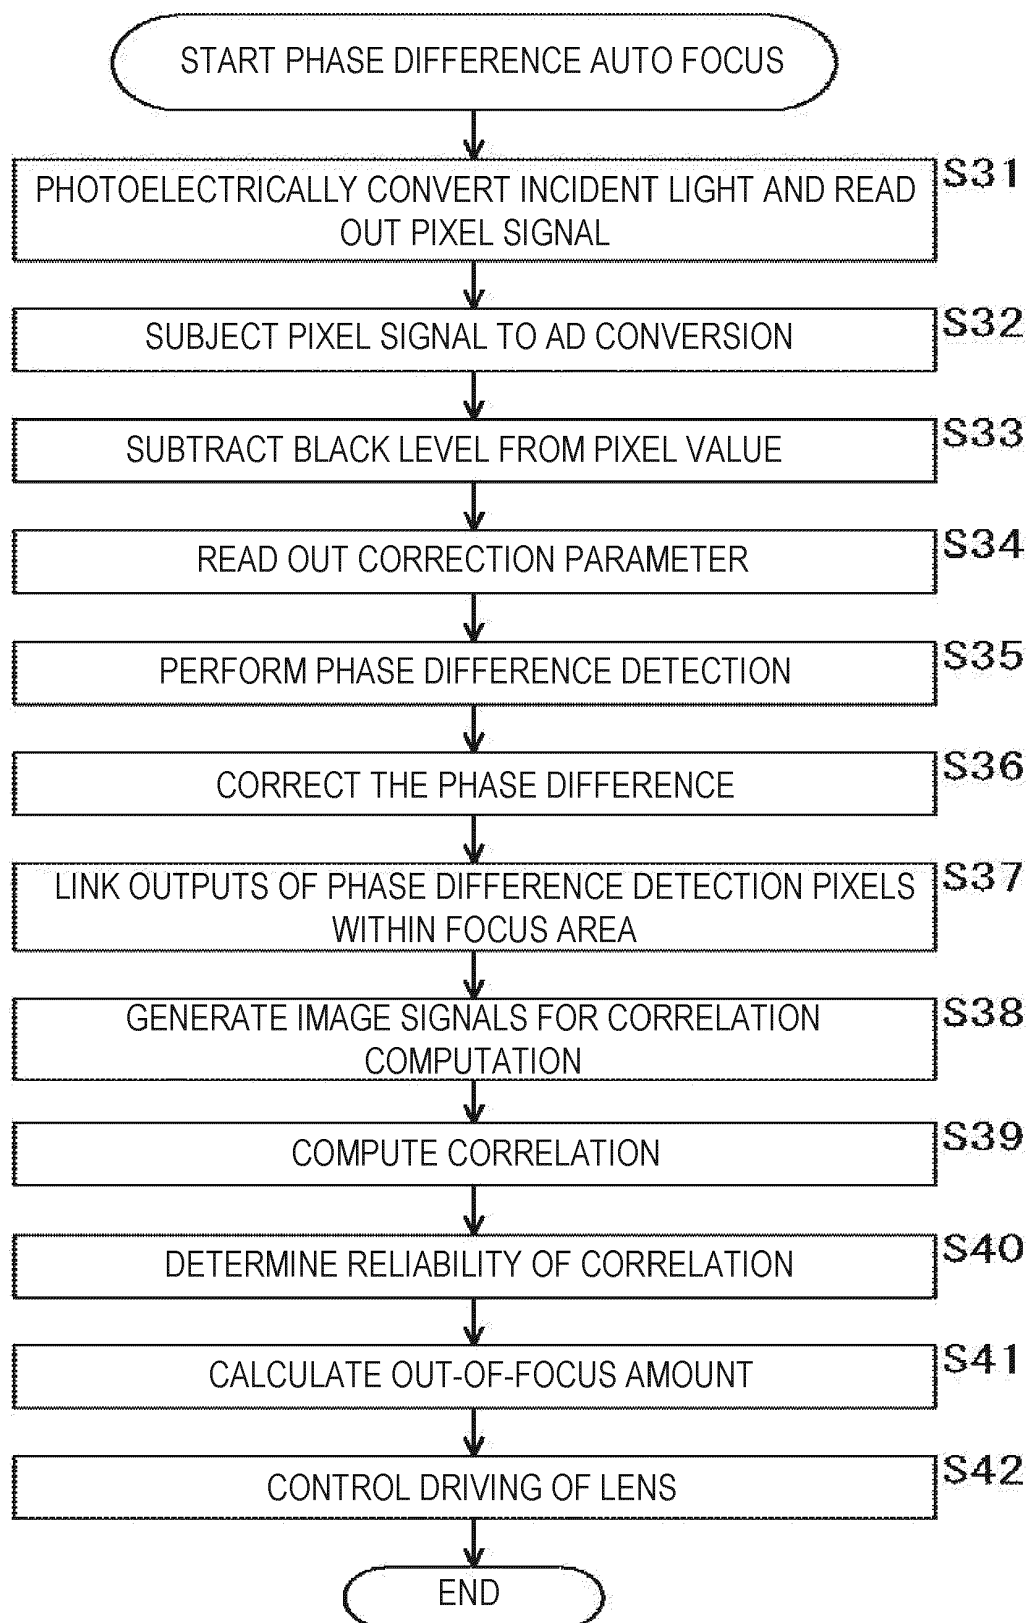 START PHASE DIFFERENCE AUTO FOCUS
S31
PHOTOELECTRICALLY CONVERT INCIDENT LIGHT AND READ
OUT PIXEL SIGNAL
S32
SUBJECT PIXEL SIGNAL TO AD CONVERSION
S33
SUBTRACT BLACK LEVEL FROM PIXEL VALUE
S34
READ OUT CORRECTION PARAMETER
S35
PERFORM PHASE DIFFERENCE DETECTION
S36
CORRECT THE PHASE DIFFERENCE
S37
LINK OUTPUTS OF PHASE DIFFERENCE DETECTION PIXELS
WITHIN FOCUS AREA
S38
GENERATE IMAGE SIGNALS FOR CORRELATION
COMPUTATION
S39
COMPUTE CORRELATION
S40
DETERMINE RELIABILITY OF CORRELATION
S41
CALCULATE OUT-OF-FOCUS AMOUNT
S42
CONTROL DRIVING OF LENS
END